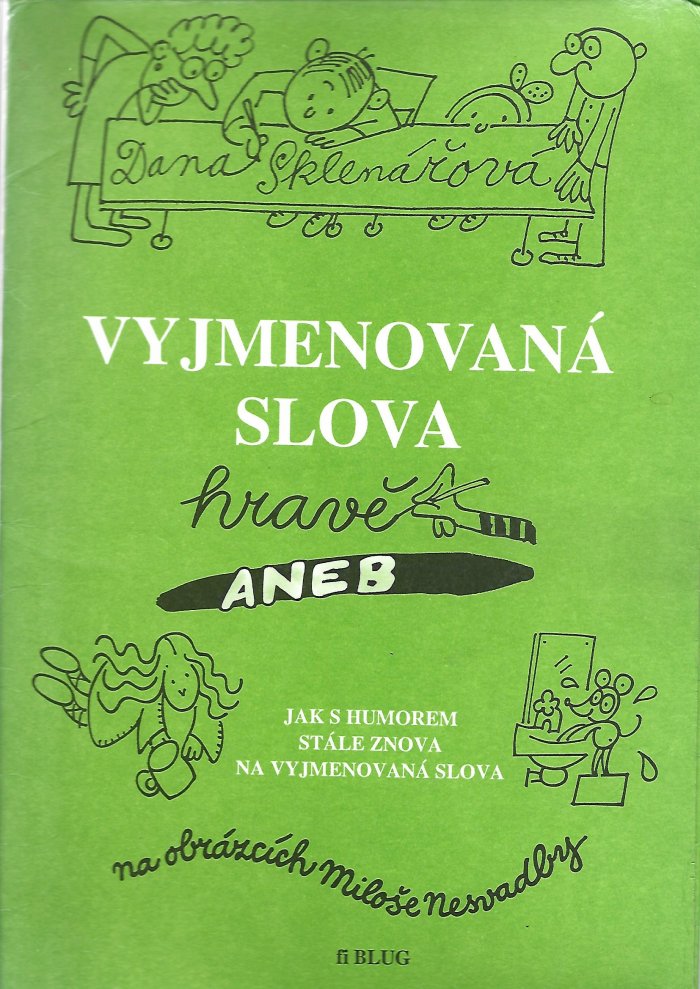 Dana Sklenářová
VYJMENOVANÁ
SLOVA
hravě
ANEB
JAK S HUMOREM
STÁLE ZNOVA
NA VYJMENOVANÁ SLOVA
na obrázcích Miloše Nesvadby
fi BLUG